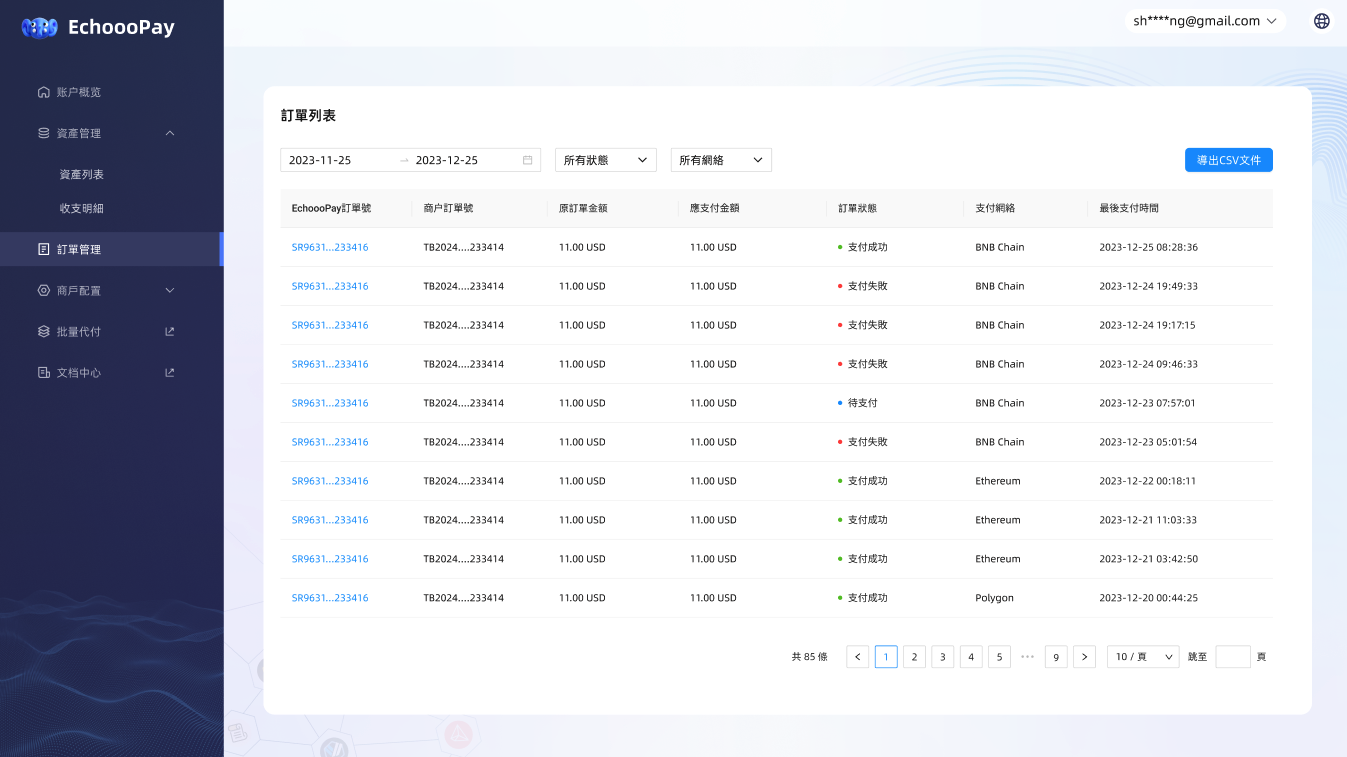 EchoooPay
sh****ng@gmail.com
账户概览
資產管理
資產列表
收支明細
訂單管理
商戶配置
批量代付
文档中心
訂單列表
2023-11-25 → 2023-12-25 所有狀態 所有網絡 導出CSV文件
EchoooPay訂單號 商户訂單號 原訂單金額 應支付金額 訂單狀態 支付網絡 最後支付時間
SR9631...233416 TB2024....233414 11.00 USD 11.00 USD 支付成功 BNB Chain 2023-12-25 08:28:36
SR9631...233416 TB2024....233414 11.00 USD 11.00 USD 支付失敗 BNB Chain 2023-12-24 19:49:33
SR9631...233416 TB2024....233414 11.00 USD 11.00 USD 支付失敗 BNB Chain 2023-12-24 19:17:15
SR9631...233416 TB2024....233414 11.00 USD 11.00 USD 支付失敗 BNB Chain 2023-12-24 09:46:33
SR9631...233416 TB2024....233414 11.00 USD 11.00 USD 待支付 BNB Chain 2023-12-23 07:57:01
SR9631...233416 TB2024....233414 11.00 USD 11.00 USD 支付失敗 BNB Chain 2023-12-23 05:01:54
SR9631...233416 TB2024....233414 11.00 USD 11.00 USD 支付成功 Ethereum 2023-12-22 00:18:11
SR9631...233416 TB2024....233414 11.00 USD 11.00 USD 支付成功 Ethereum 2023-12-21 11:03:33
SR9631...233416 TB2024....233414 11.00 USD 11.00 USD 支付成功 Ethereum 2023-12-21 03:42:50
SR9631...233416 TB2024....233414 11.00 USD 11.00 USD 支付成功 Polygon 2023-12-20 00:44:25
共 85 條 < 1 2 3 4 5 ••• 9 > 10 / 頁 跳至 頁